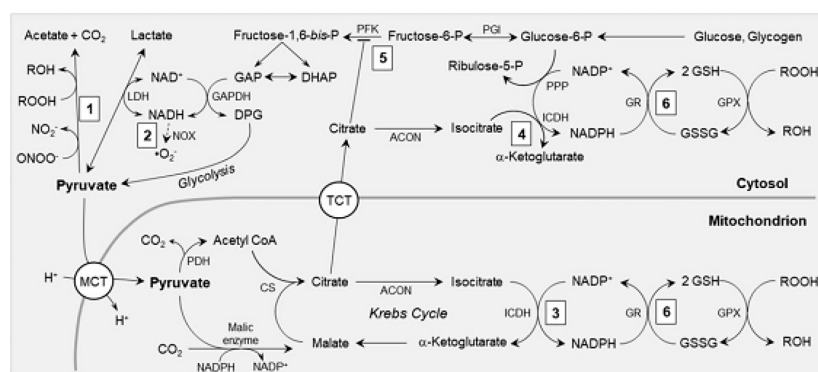 Acetate + CO₂ Lactate Fructose-1,6-bis-P PFK Fructose-6-P PGI Glucose-6-P Glucose, Glycogen
5
ROH NAD⁺ GAP DHAP Ribulose-5-P NADP⁺ 2 GSH ROOH
LDH GAPDH PPP
ROOH 1 GR 6 GPX
NADH DPG Citrate ACON Isocitrate 4 ICDH NADPH GSSG ROH
NO₂⁻ 2 NOX
•O₂⁻ α-Ketoglutarate
ONOO⁻
Glycolysis
Pyruvate Cytosol
TCT
Mitochondrion
CO₂ Acetyl CoA
PDH
H⁺ MCT Pyruvate CS Citrate ACON Isocitrate NADP⁺ 2 GSH ROOH
H⁺ Krebs Cycle ICDH 3 GR 6 GPX
Malic
enzyme
CO₂ Malate α-Ketoglutarate NADPH GSSG ROH
NADPH NADP⁺